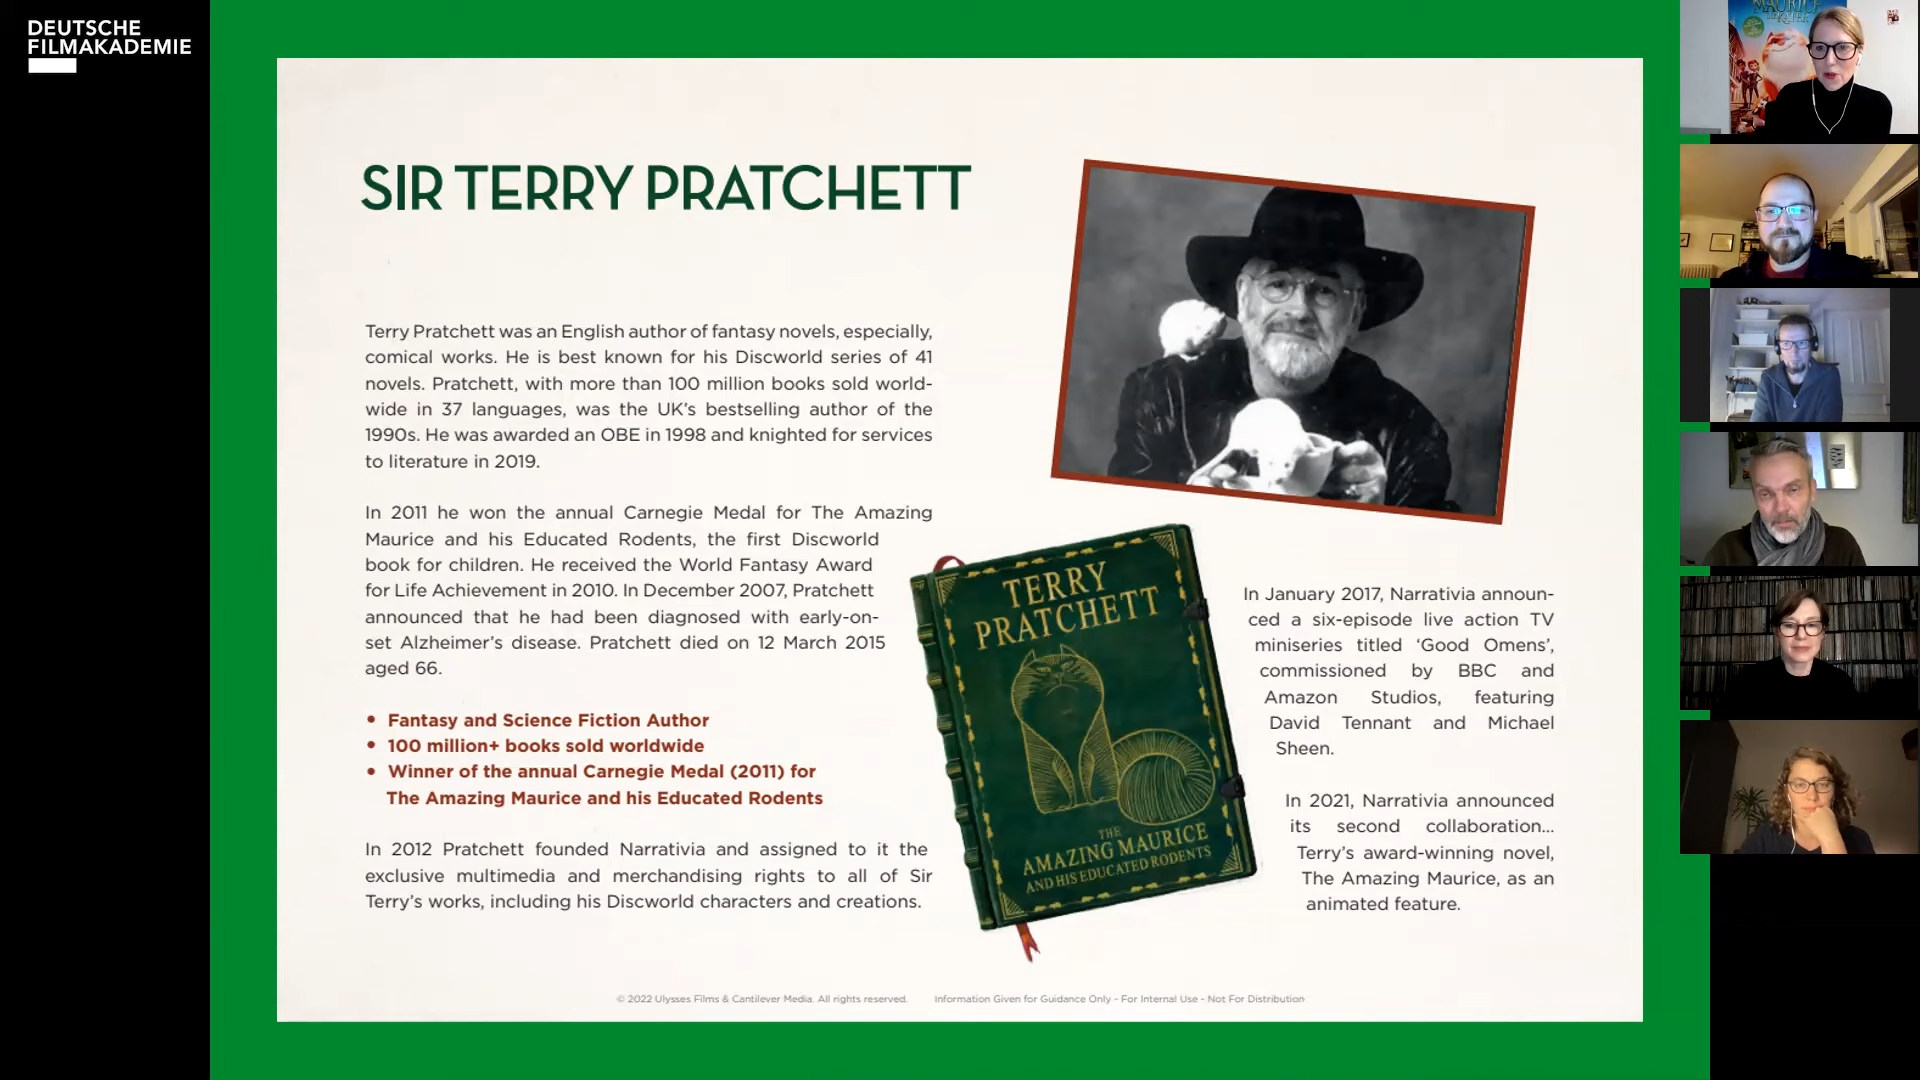 DEUTSCHE
FILMAKADEMIE
SIR TERRY PRATCHETT
Terry Pratchett was an English author of fantasy novels, especially,
comical works. He is best known for his Discworld series of 41
novels. Pratchett, with more than 100 million books sold world-
wide in 37 languages, was the UK's bestselling author of the
1990s. He was awarded an OBE in 1998 and knighted for services
to literature in 2019.
In 2011 he won the annual Carnegie Medal for The Amazing
Maurice and his Educated Rodents, the first Discworld
book for children. He received the World Fantasy Award
for Life Achievement in 2010. In December 2007, Pratchett
announced that he had been diagnosed with early-on-
set Alzheimer's disease. Pratchett died on 12 March 2015
aged 66.
• Fantasy and Science Fiction Author
• 100 million+ books sold worldwide
• Winner of the annual Carnegie Medal (2011) for
The Amazing Maurice and his Educated Rodents
In 2012 Pratchett founded Narrativia and assigned to it the
exclusive multimedia and merchandising rights to all of Sir
Terry's works, including his Discworld characters and creations.
TERRY
PRATCHETT
THE
AMAZING MAURICE
AND HIS EDUCATED RODENTS
In January 2017, Narrativia announ-
ced a six-episode live action TV
miniseries titled ‘Good Omens’,
commissioned by BBC and
Amazon Studios, featuring
David Tennant and Michael
Sheen.
In 2021, Narrativia announced
its second collaboration...
Terry's award-winning novel,
The Amazing Maurice, as an
animated feature.
© 2022 Ulysses Films & Cantilever Media. All rights reserved. Information Given for Guidance Only - For Internal Use - Not For Distribution
MAURICE
DER KATER